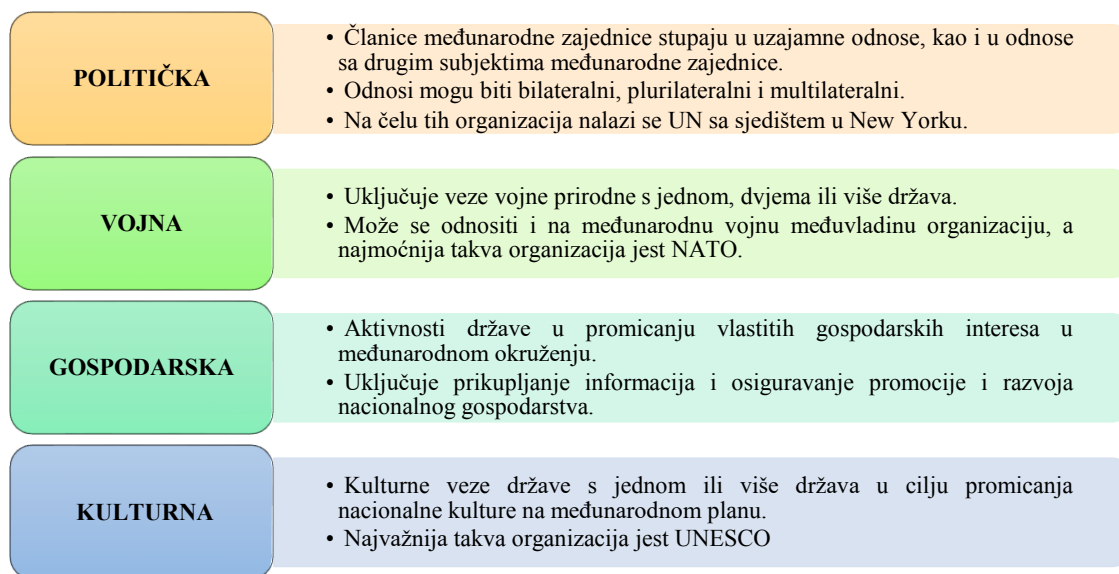 POLITIČKA
• Članice međunarodne zajednice stupaju u uzajamne odnose, kao i u odnose
sa drugim subjektima međunarodne zajednice.
• Odnosi mogu biti bilateralni, plurilateralni i multilateralni.
• Na čelu tih organizacija nalazi se UN sa sjedištem u New Yorku.
VOJNA
• Uključuje veze vojne prirodne s jednom, dvjema ili više država.
• Može se odnositi i na međunarodnu vojnu međuvladinu organizaciju, a
najmoćnija takva organizacija jest NATO.
GOSPODARSKA
• Aktivnosti države u promicanju vlastitih gospodarskih interesa u
međunarodnom okruženju.
• Uključuje prikupljanje informacija i osiguravanje promocije i razvoja
nacionalnog gospodarstva.
KULTURNA
• Kulturne veze države s jednom ili više država u cilju promicanja
nacionalne kulture na međunarodnom planu.
• Najvažnija takva organizacija jest UNESCO